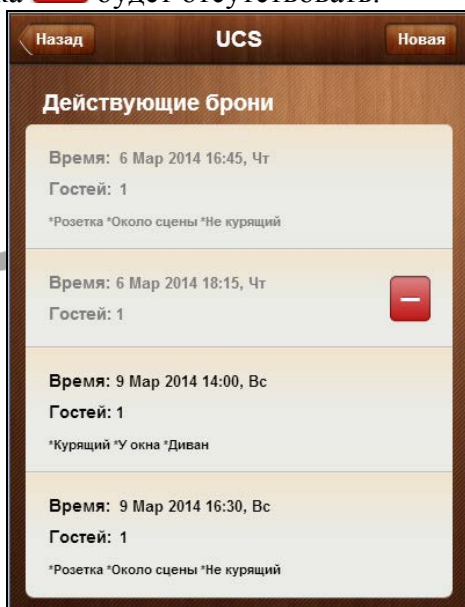 будет отсутствовать.
Назад UCS Новая
Действующие брони
Время: 6 Мар 2014 16:45, Чт
Гостей: 1
*Розетка *Около сцены *Не курящий
Время: 6 Мар 2014 18:15, Чт
Гостей: 1
Время: 9 Мар 2014 14:00, Вс
Гостей: 1
*Курящий *У окна *Диван
Время: 9 Мар 2014 16:30, Вс
Гостей: 1
*Розетка *Около сцены *Не курящий